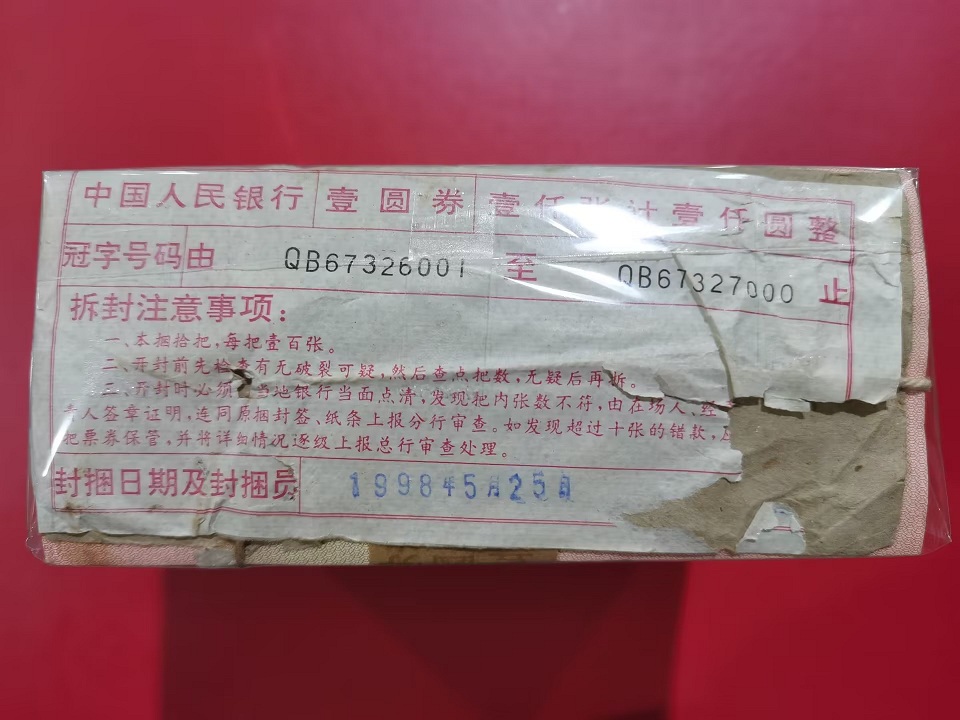 中国人民银行 壹圆券 壹仟张计壹仟圆整
冠字号码由 QB67326001 至 QB67327000 止
拆封注意事项:
一、本捆拾把,每把壹百张。
二、开封前先检查有无破裂可疑,然后查点把数,无疑后再拆。
三、开封时必须 当地银行当面点清,发现把内张数不符,由在场人、经
人签章证明,连同原捆封签、纸条上报分行审查。如发现超过十张的错款,应
把票券保管,并将详细情况逐级上报总行审查处理。
封捆日期及封捆员 1998年5月25日